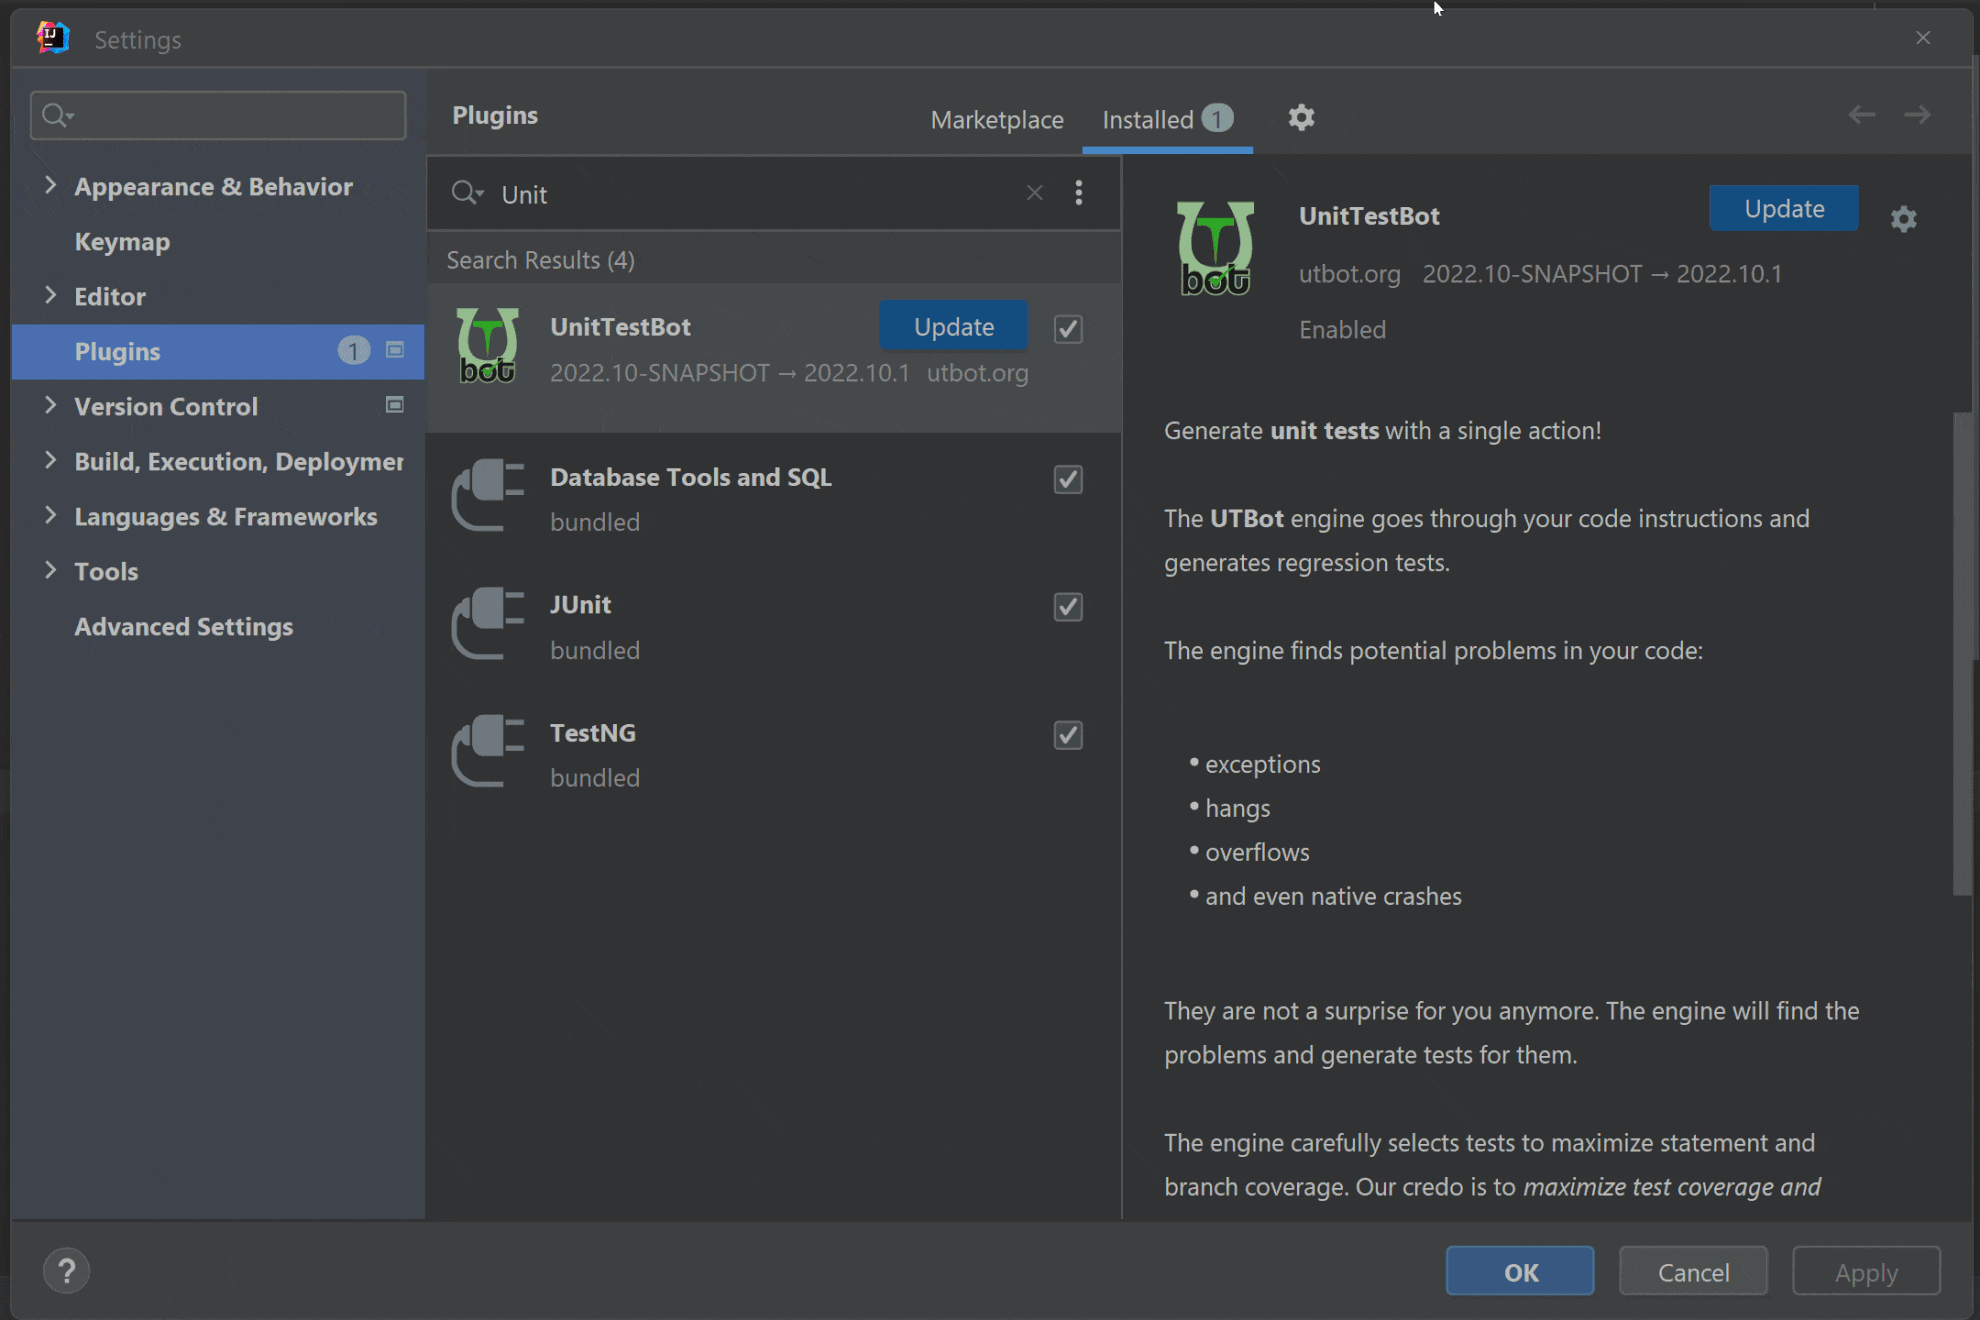 IJ
Settings
Appearance & Behavior
Keymap
Editor
Plugins 1
Version Control
Build, Execution, Deploymer
Languages & Frameworks
Tools
Advanced Settings
Plugins
Marketplace
Installed 1
Unit
Search Results (4)
bot
UnitTestBot
Update
2022.10-SNAPSHOT → 2022.10.1 utbot.org
Database Tools and SQL
bundled
JUnit
bundled
TestNG
bundled
bot
UnitTestBot
Update
utbot.org 2022.10-SNAPSHOT → 2022.10.1
Enabled
Generate unit tests with a single action!
The UTBot engine goes through your code instructions and
generates regression tests.
The engine finds potential problems in your code:
• exceptions
• hangs
• overflows
• and even native crashes
They are not a surprise for you anymore. The engine will find the
problems and generate tests for them.
The engine carefully selects tests to maximize statement and
branch coverage. Our credo is to maximize test coverage and
?
OK
Cancel
Apply